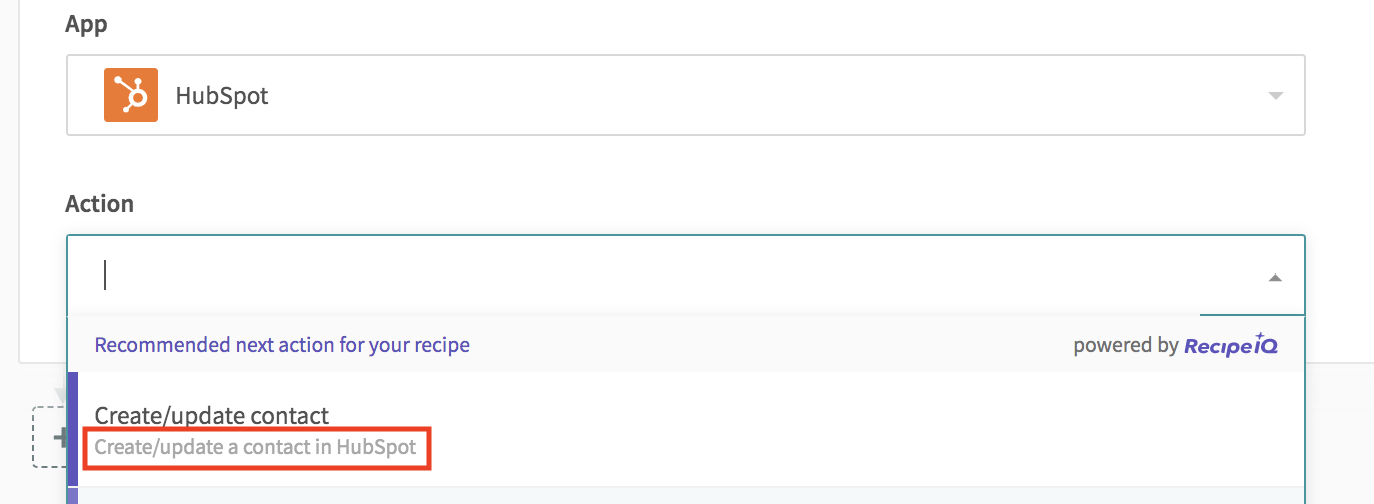 App
HubSpot
Action
Recommended next action for your recipe
powered by RecipeIQ
Create/update contact
Create/update a contact in HubSpot